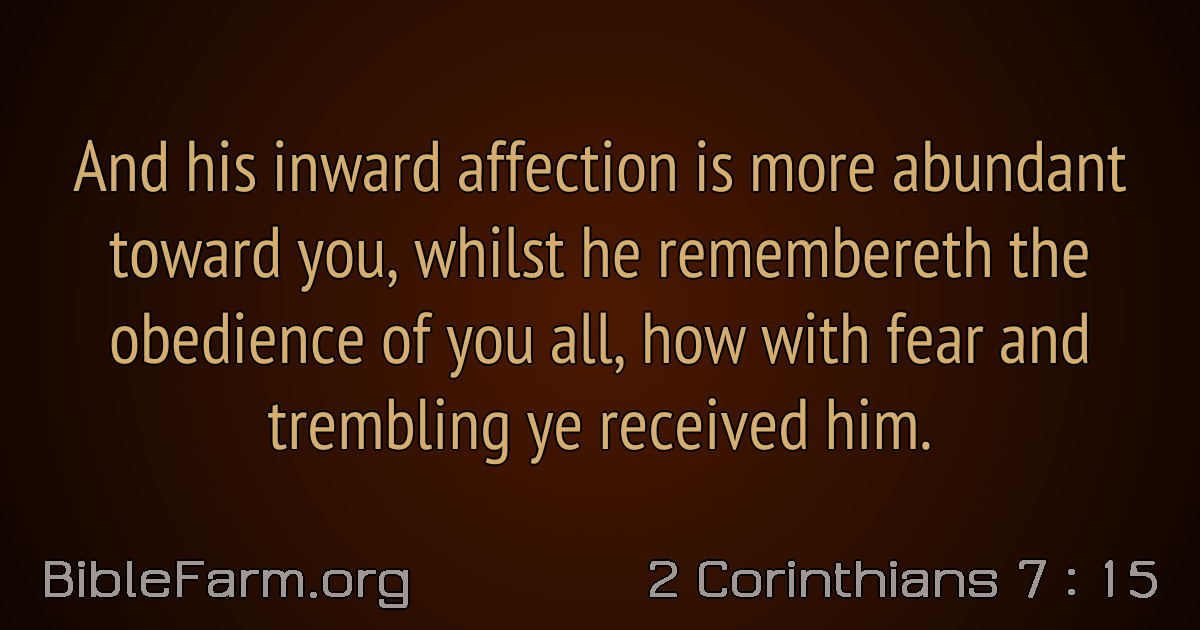 And his inward affection is more abundant
toward you, whilst he remembereth the
obedience of you all, how with fear and
trembling ye received him.
BibleFarm.org
2 Corinthians 7 : 15